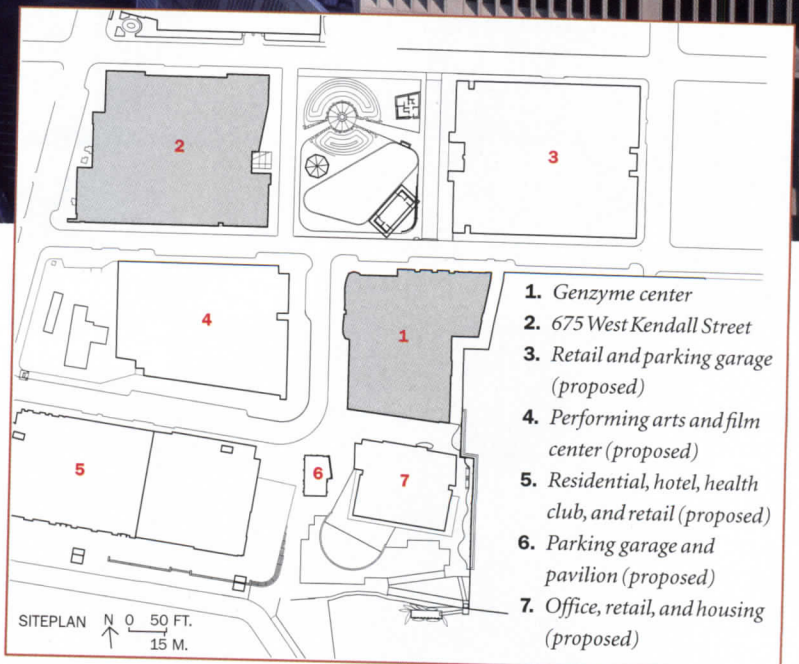 2
3
4
1
5
6
7
1. Genzyme center
2. 675 West Kendall Street
3. Retail and parking garage
(proposed)
4. Performing arts and film
center (proposed)
5. Residential, hotel, health
club, and retail (proposed)
6. Parking garage and
pavilion (proposed)
7. Office, retail, and housing
(proposed)
SITEPLAN N 0 50 FT.
15 M.